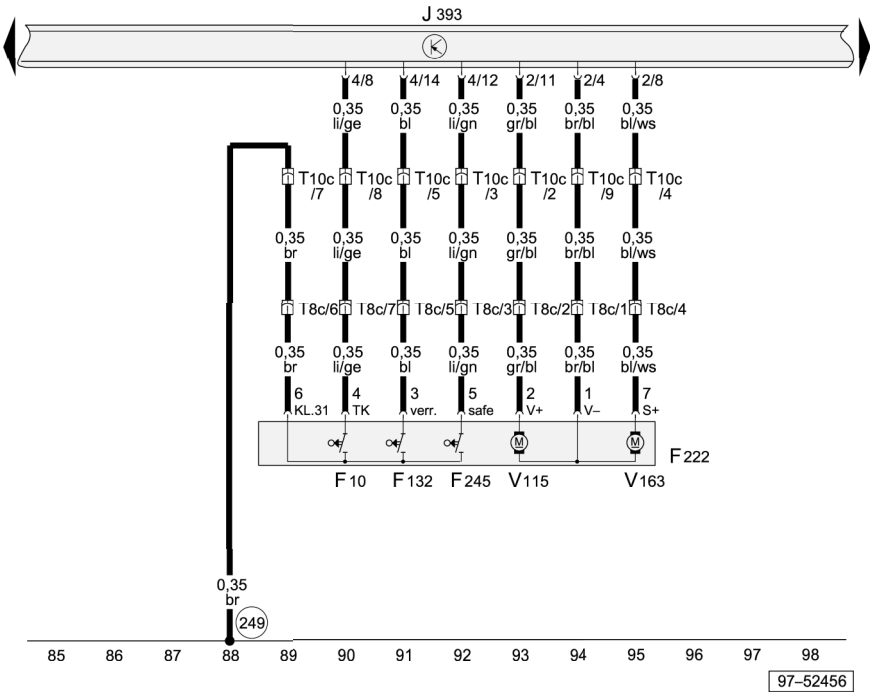 J 393
4/8 4/14 4/12 2/11 2/4 2/8
0,35 0,35 0,35 0,35 0,35 0,35
li/ge bl li/gn gr/bl br/bl bl/ws
T10c T10c T10c T10c T10c T10c T10c
/7 /8 /5 /3 /2 /9 /4
0,35 0,35 0,35 0,35 0,35 0,35 0,35
br li/ge bl li/gn gr/bl br/bl bl/ws
T8c/6 T8c/7 T8c/5 T8c/3 T8c/2 T8c/1 T8c/4
0,35 0,35 0,35 0,35 0,35 0,35 0,35
br li/ge bl li/gn gr/bl br/bl bl/ws
6 4 3 5 2 1 7
KL.31 TK verr. safe V+ V– S+
M M
F222
F10 F132 F245 V115 V163
0,35
br
249
85 86 87 88 89 90 91 92 93 94 95 96 97 98
97–52456